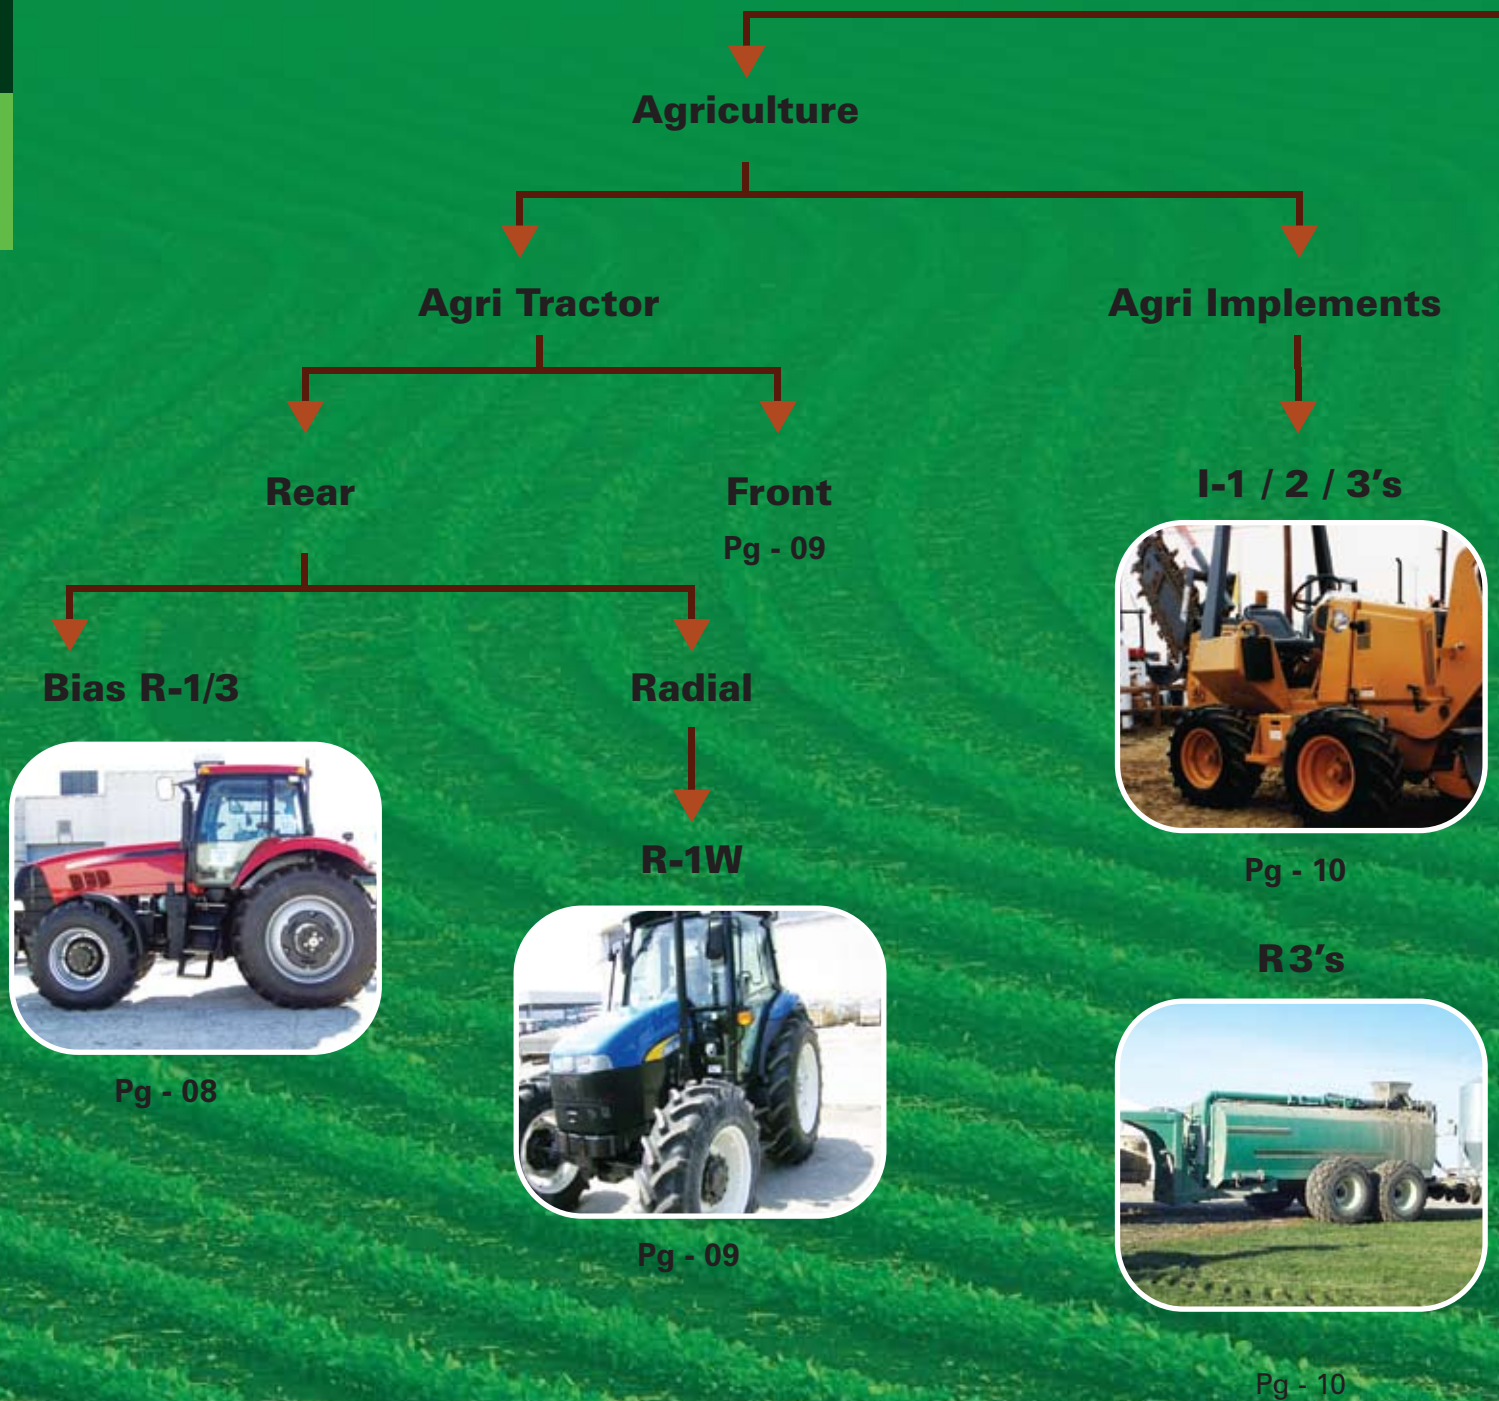 Agriculture
Agri Tractor
Agri Implements
Rear
Front
Pg - 09
I-1 / 2 / 3's
Bias R-1/3
Radial
R-1W
Pg - 08
Pg - 09
Pg - 10
R3's
Pg - 10